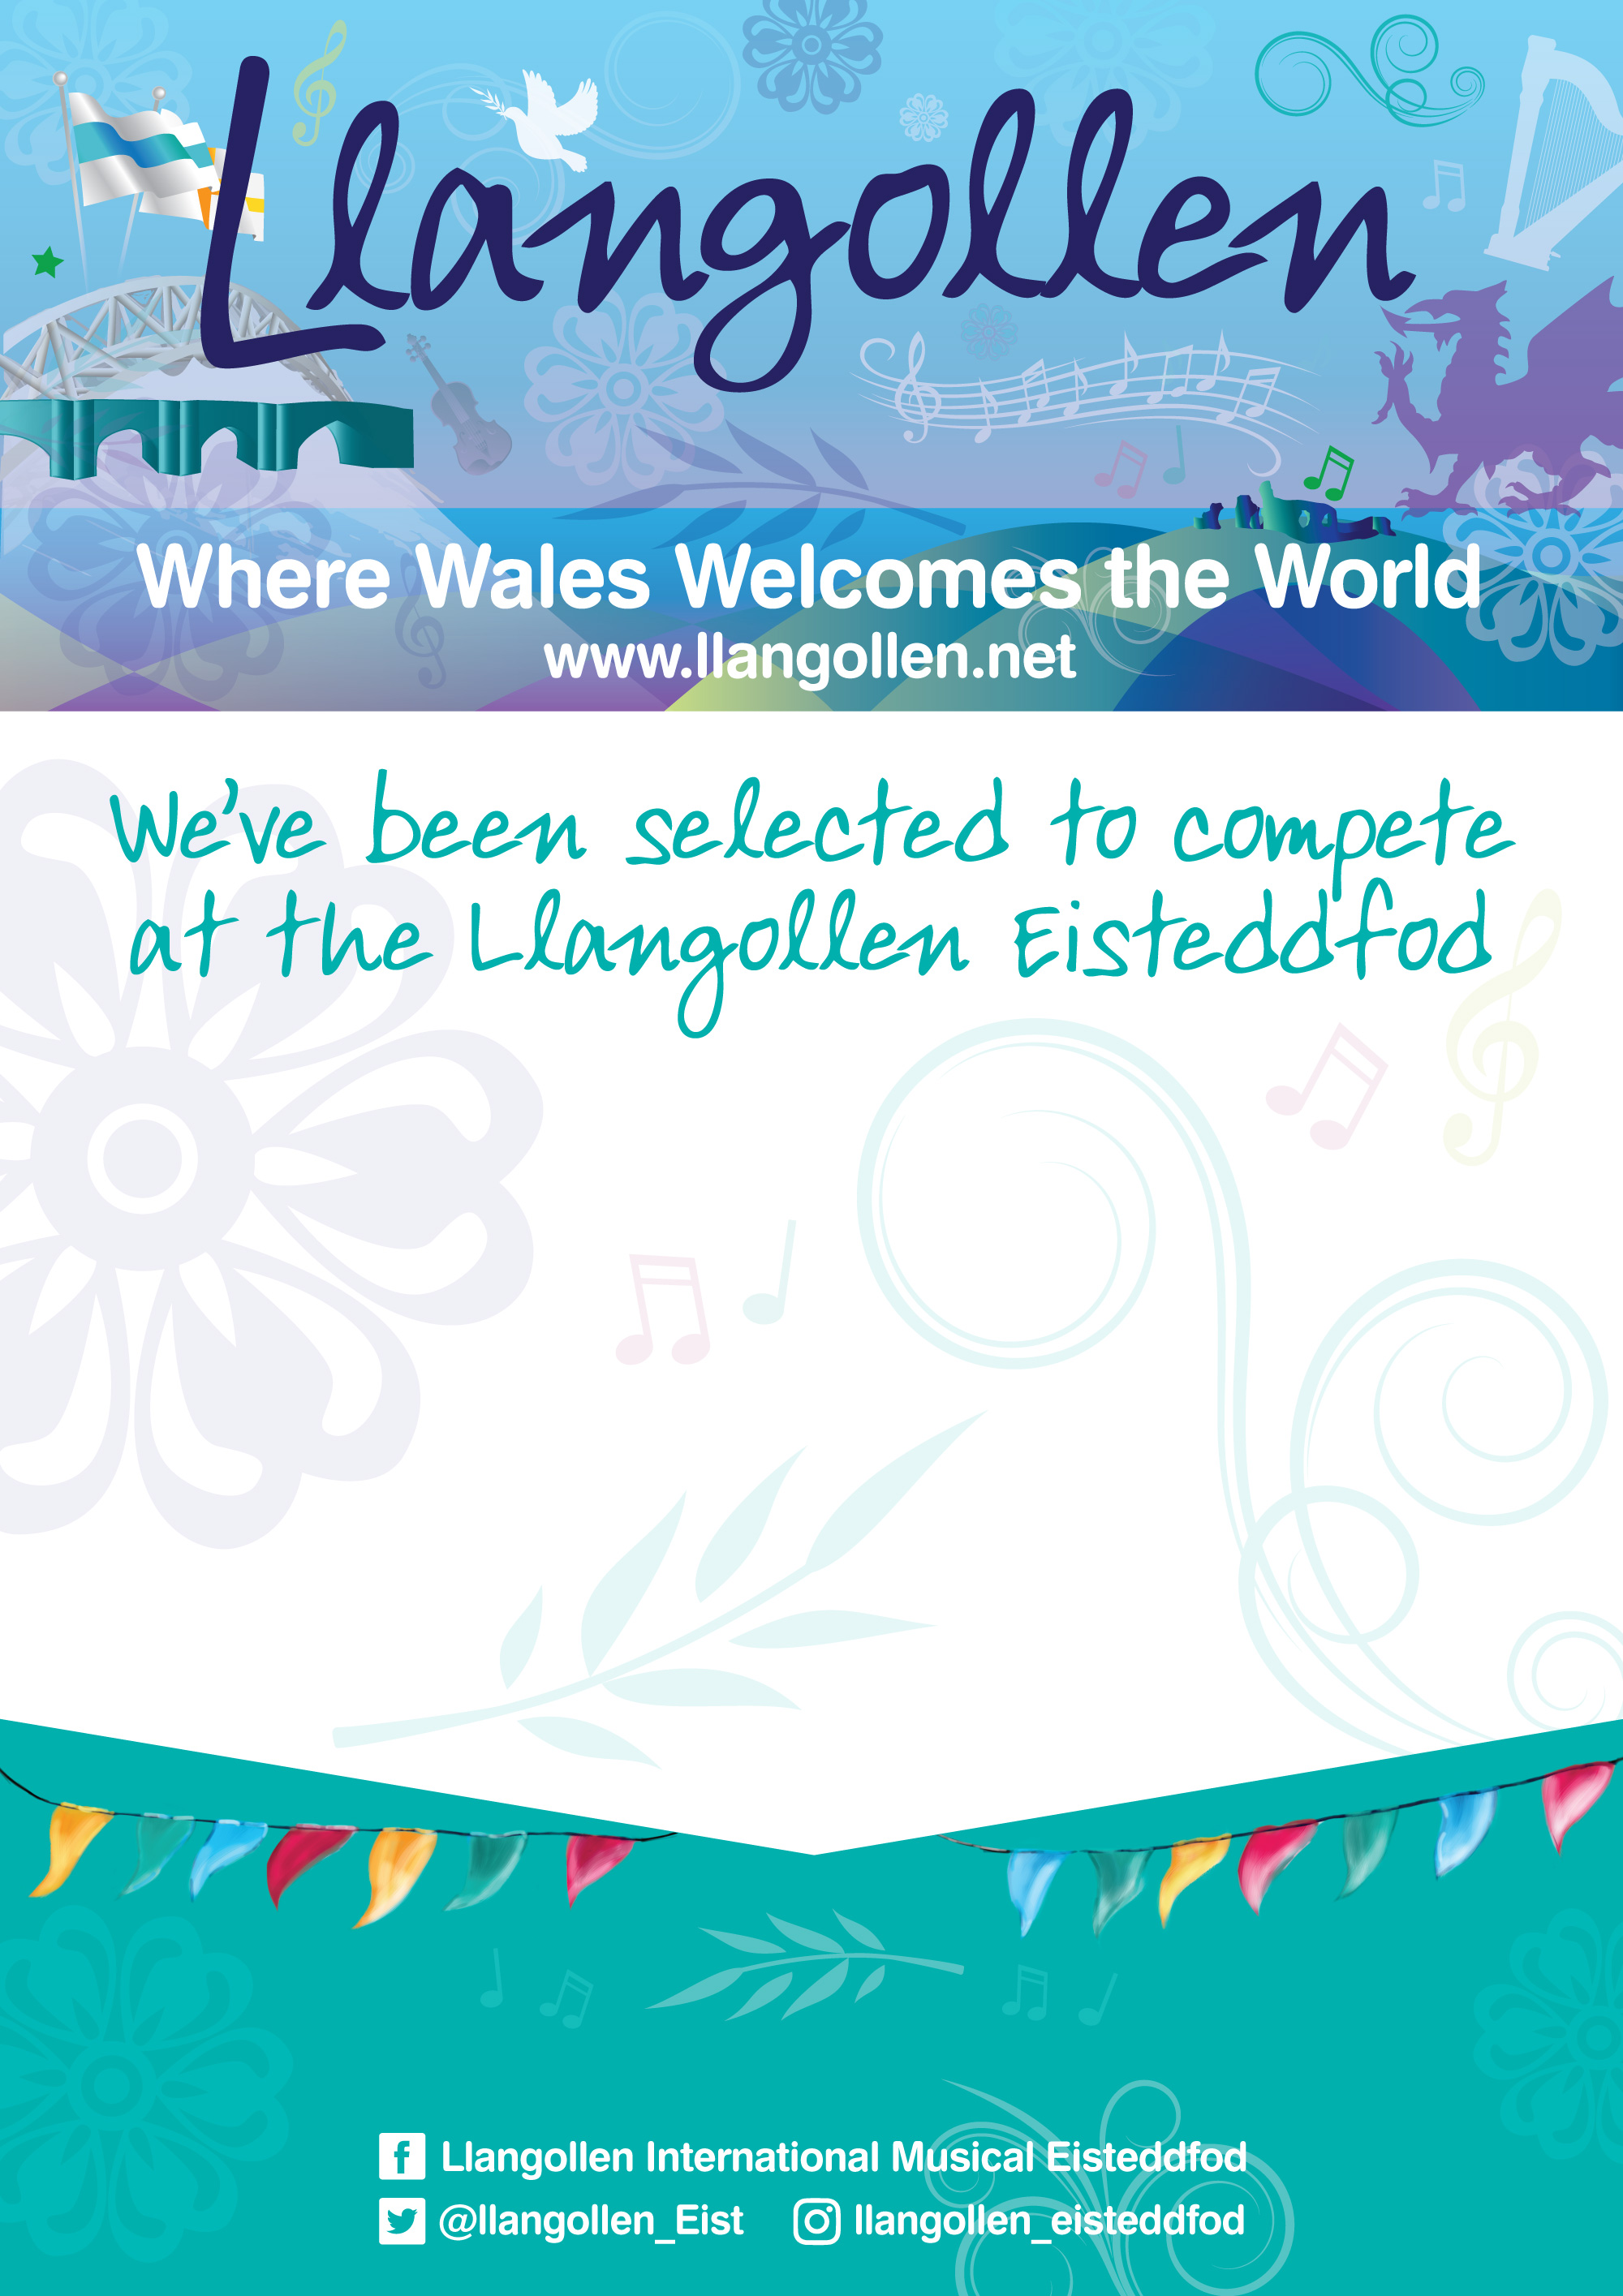 Llangollen
Where Wales Welcomes the World
www.llangollen.net
We've been selected to compete
at the Llangollen Eisteddfod
Llangollen International Musical Eisteddfod
@llangollen_Eist llangollen_eisteddfod